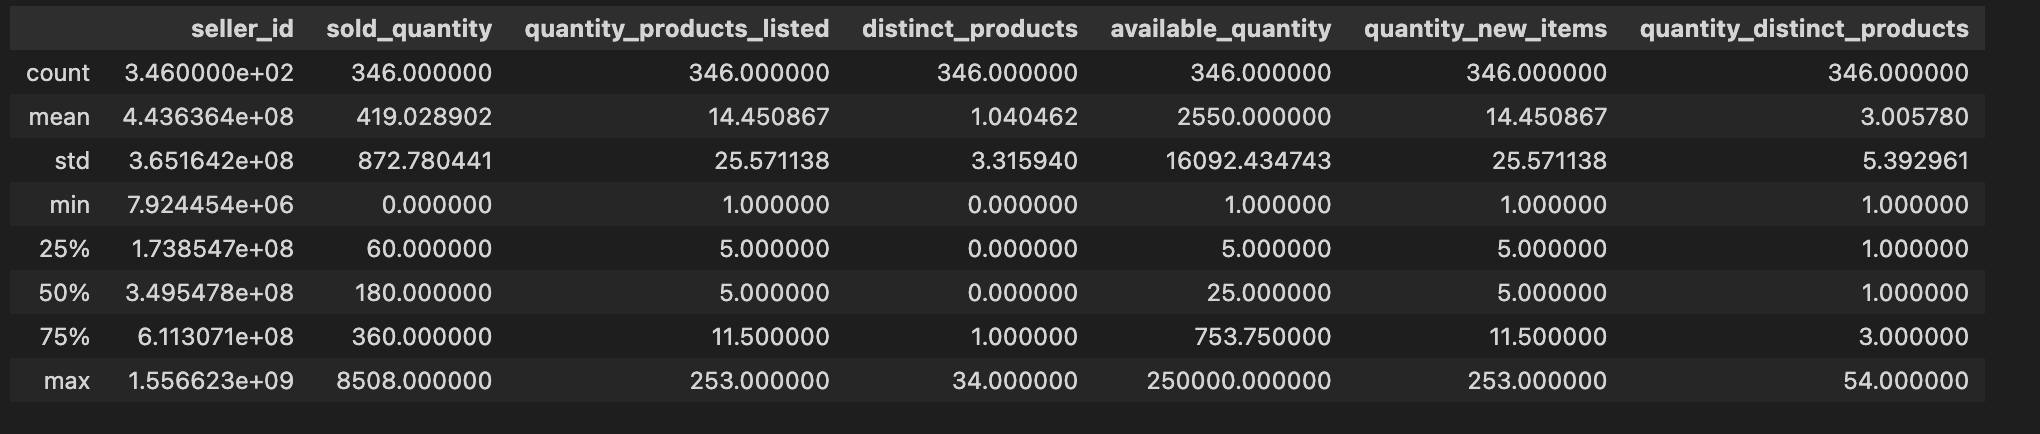 seller_id sold_quantity quantity_products_listed distinct_products available_quantity quantity_new_items quantity_distinct_products
count 3.460000e+02 346.000000 346.000000 346.000000 346.000000 346.000000 346.000000
mean 4.436364e+08 419.028902 14.450867 1.040462 2550.000000 14.450867 3.005780
std 3.651642e+08 872.780441 25.571138 3.315940 16092.434743 25.571138 5.392961
min 7.924454e+06 0.000000 1.000000 0.000000 1.000000 1.000000 1.000000
25% 1.738547e+08 60.000000 5.000000 0.000000 5.000000 5.000000 1.000000
50% 3.495478e+08 180.000000 5.000000 0.000000 25.000000 5.000000 1.000000
75% 6.113071e+08 360.000000 11.500000 1.000000 753.750000 11.500000 3.000000
max 1.556623e+09 8508.000000 253.000000 34.000000 250000.000000 253.000000 54.000000